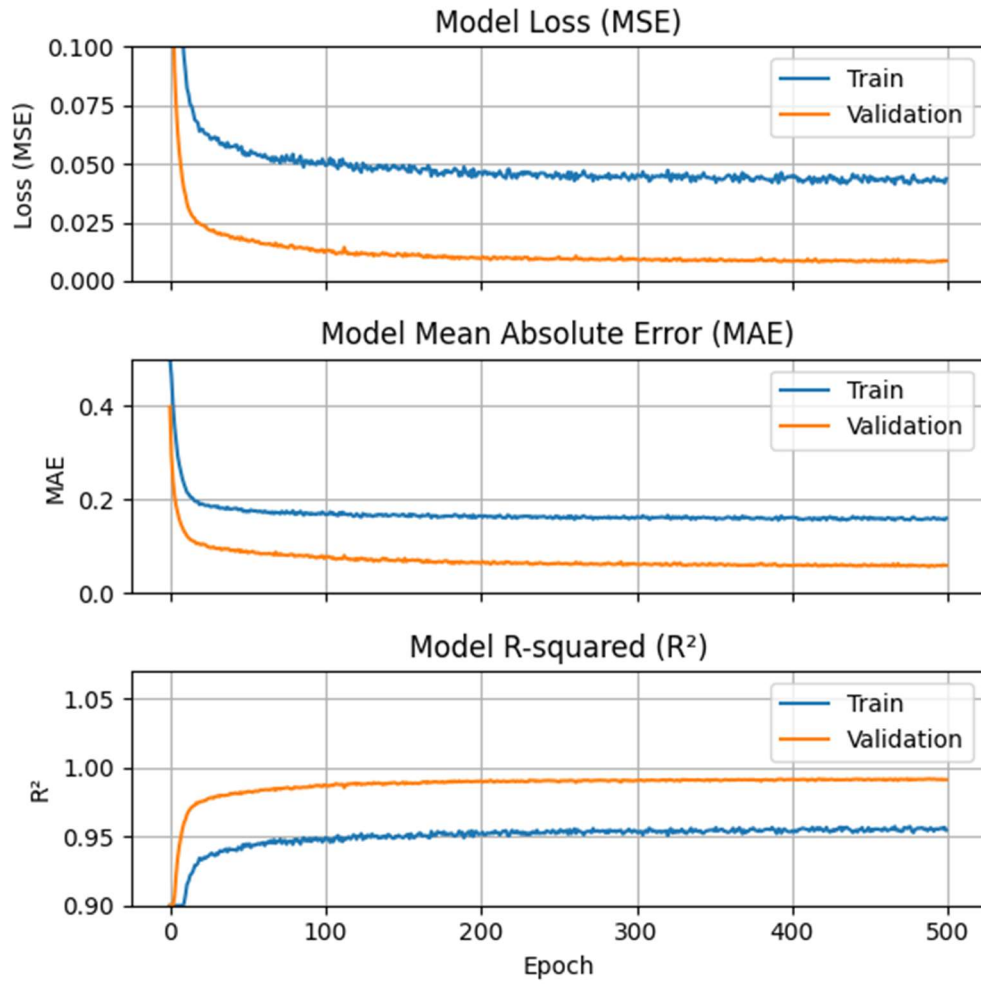 Model Loss (MSE)
0.100
0.075
0.050
0.025
0.000
Loss (MSE)
Train
Validation
Model Mean Absolute Error (MAE)
0.4
0.2
0.0
MAE
Train
Validation
Model R-squared (R²)
1.05
1.00
0.95
0.90
R²
Train
Validation
0 100 200 300 400 500
Epoch